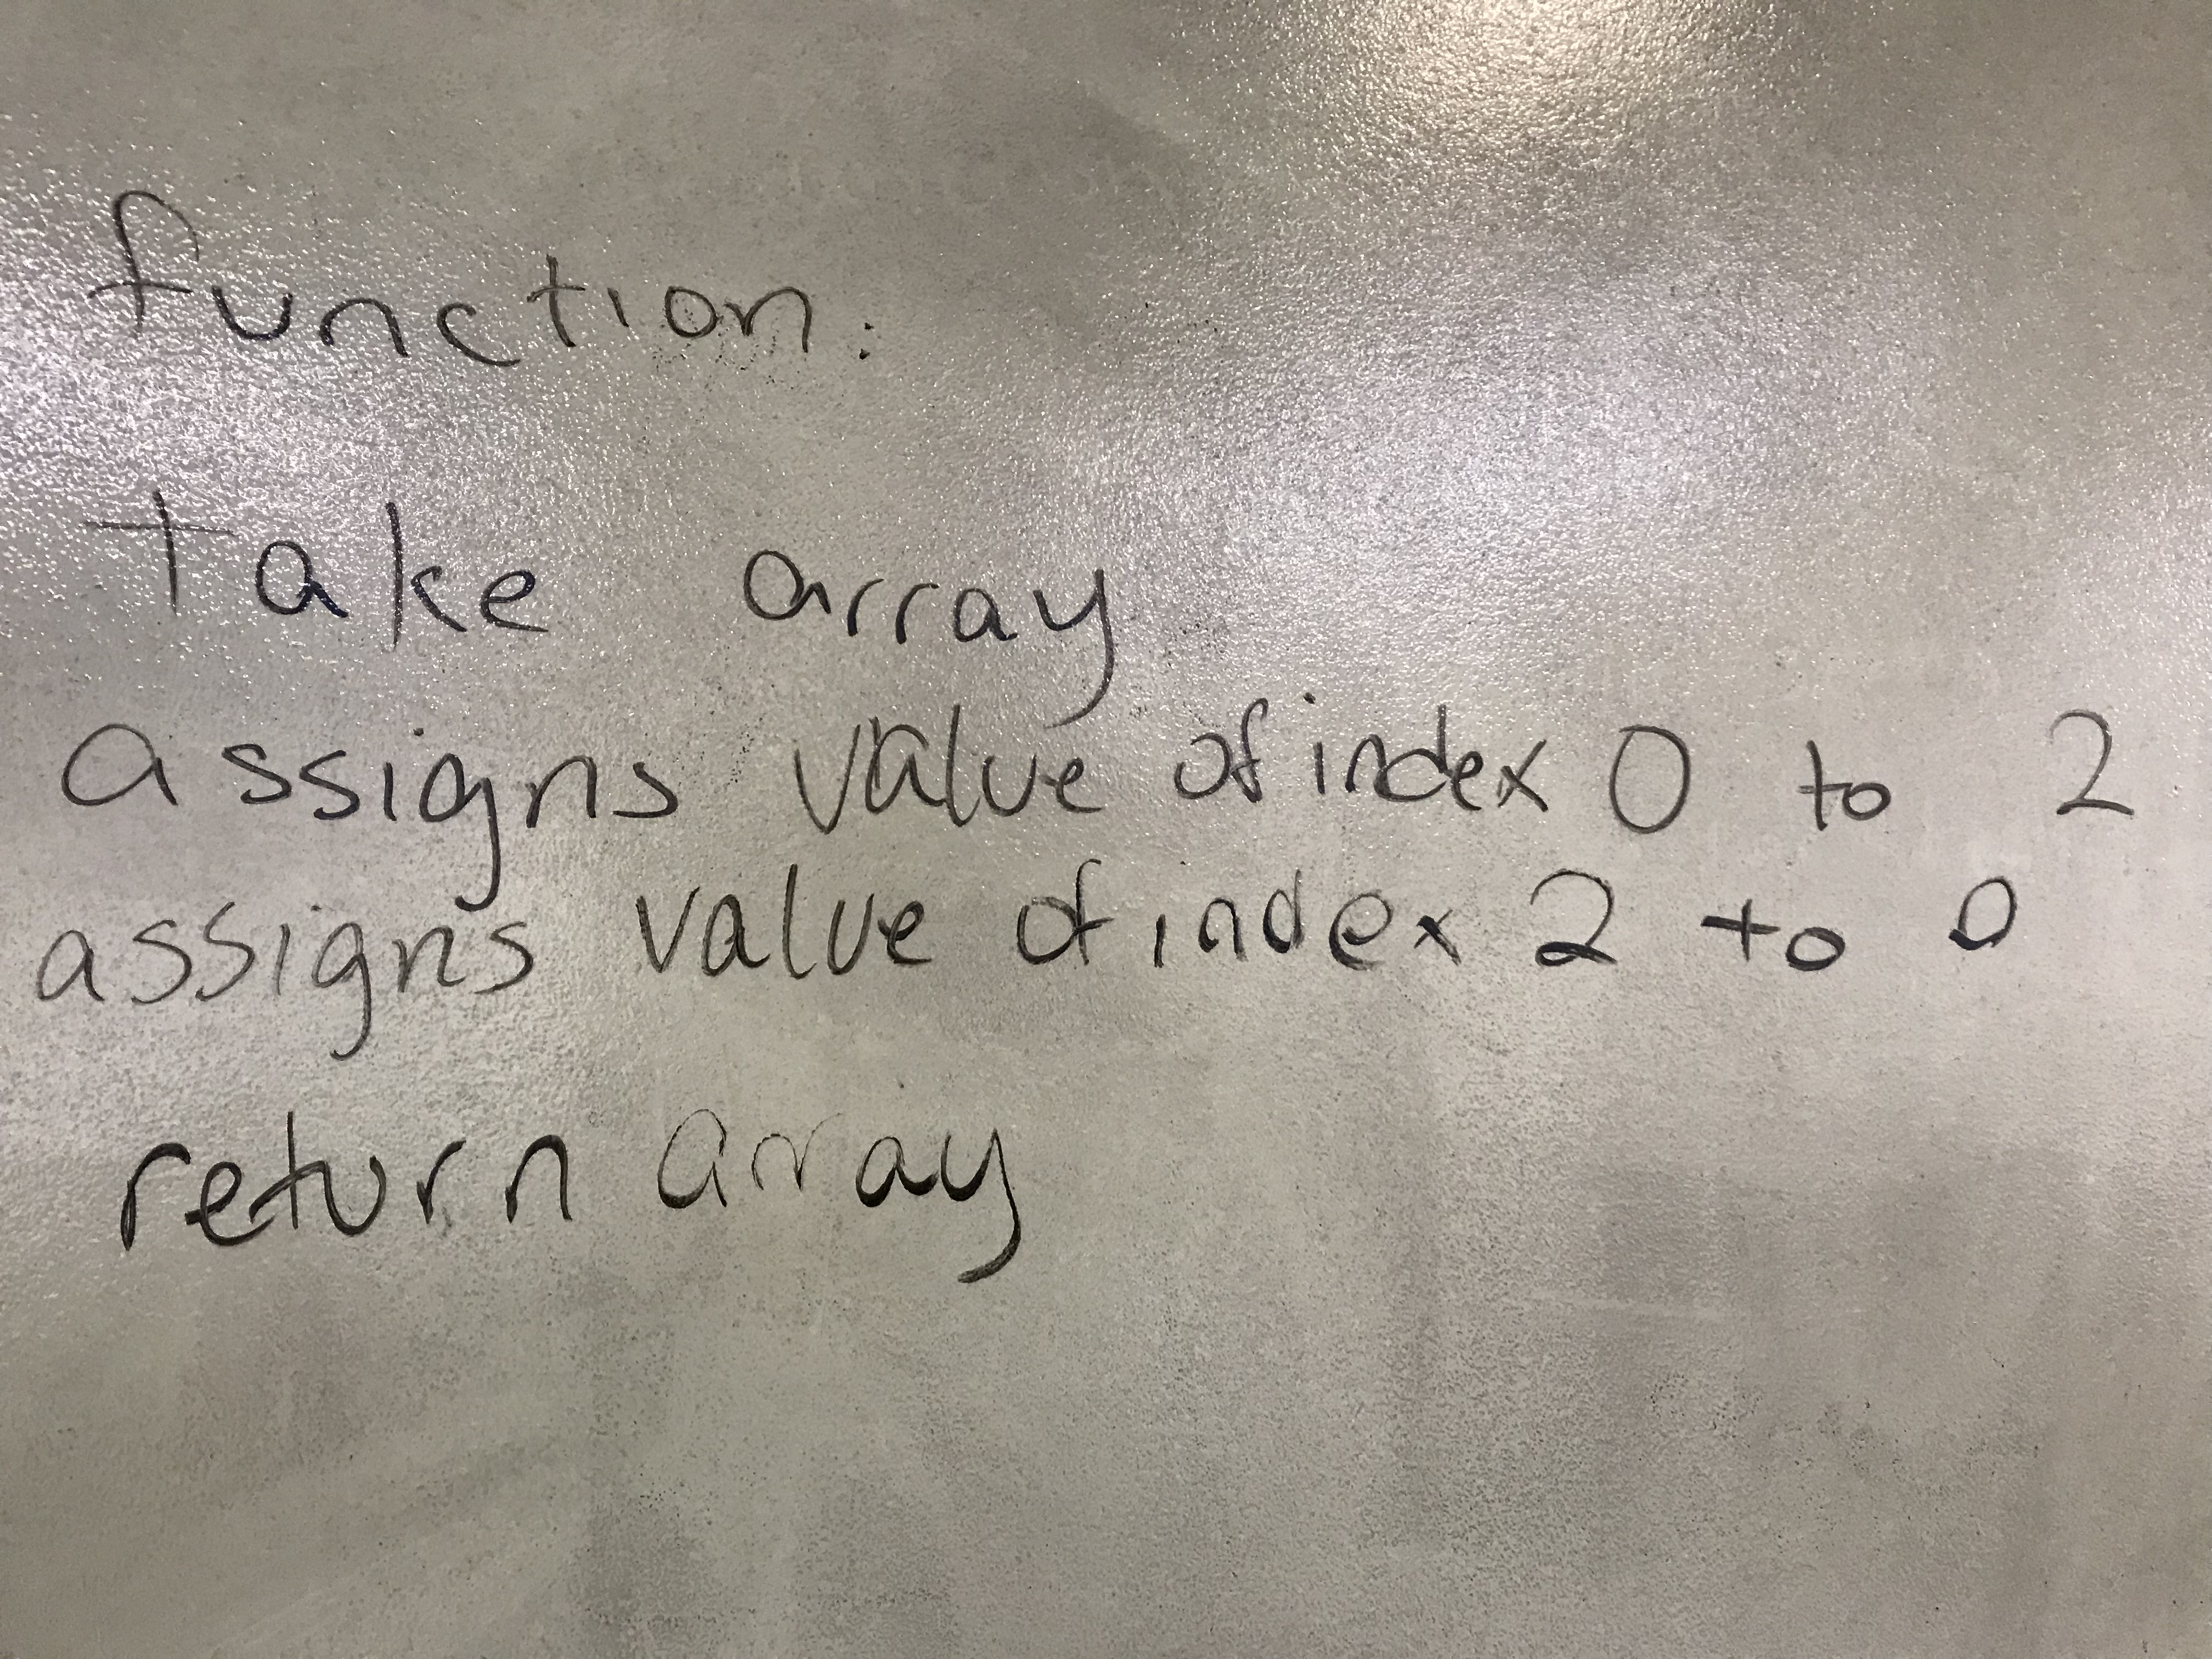 function:
take array
assigns value of index 0 to 2
assigns value of index 2 to 0
return array